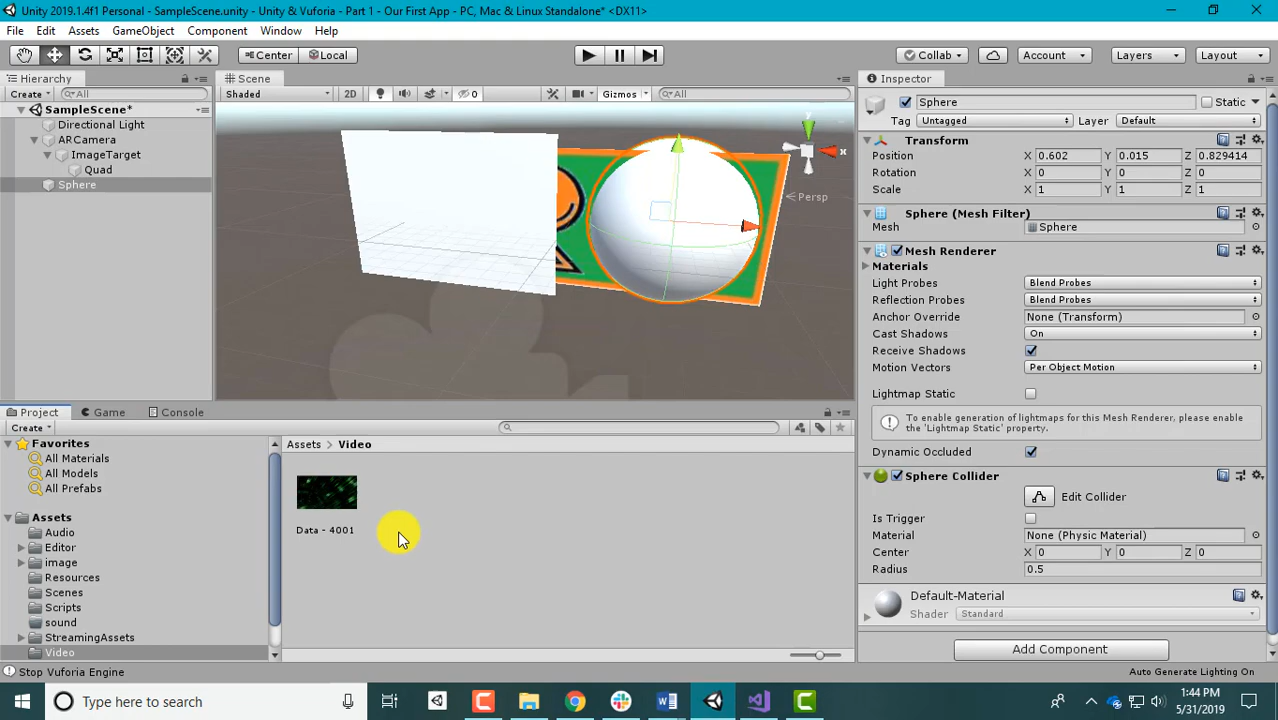 Unity 2019.1.4f1 Personal - SampleScene.unity - Unity & Vuforia - Part 1 - Our First App - PC, Mac & Linux Standalone* <DX11>
File Edit Assets GameObject Component Window Help
Center Local Collab Account Layers Layout
Hierarchy Scene Inspector
Create All Shaded 2D 0 Gizmos All
Sphere Static
SampleScene*
Tag Untagged Layer Default
Directional Light
ARCamera
ImageTarget
Quad
Sphere
y
x
Persp
Transform
Position X 0.602 Y 0.015 Z 0.829414
Rotation X 0 Y 0 Z 0
Scale X 1 Y 1 Z 1
Sphere (Mesh Filter)
Mesh Sphere
Mesh Renderer
Materials
Light Probes Blend Probes
Reflection Probes Blend Probes
Anchor Override None (Transform)
Cast Shadows On
Receive Shadows
Motion Vectors Per Object Motion
Lightmap Static
To enable generation of lightmaps for this Mesh Renderer, please enable
the 'Lightmap Static' property.
Dynamic Occluded
Sphere Collider
Edit Collider
Is Trigger
Material None (Physic Material)
Center X 0 Y 0 Z 0
Radius 0.5
Default-Material
Shader Standard
Add Component
Project Game Console
Create
Favorites
All Materials
All Models
All Prefabs
Assets
Audio
Editor
image
Resources
Scenes
Scripts
sound
StreamingAssets
Video
Assets > Video
Data - 4001
Stop Vuforia Engine
Auto Generate Lighting On
Type here to search
1:44 PM
5/31/2019